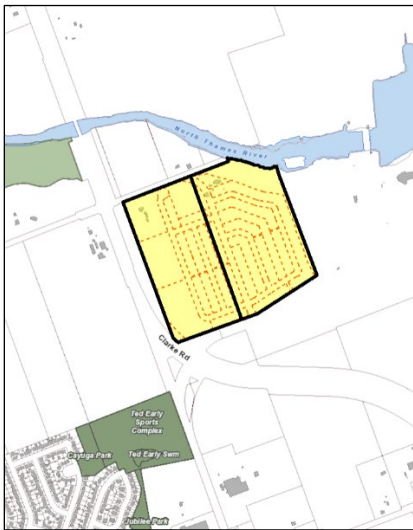 North Thames River
Clarke Rd
Ted Early
Sports
Complex
Cayuga Park
Ted Early Swm
Jubilee Park